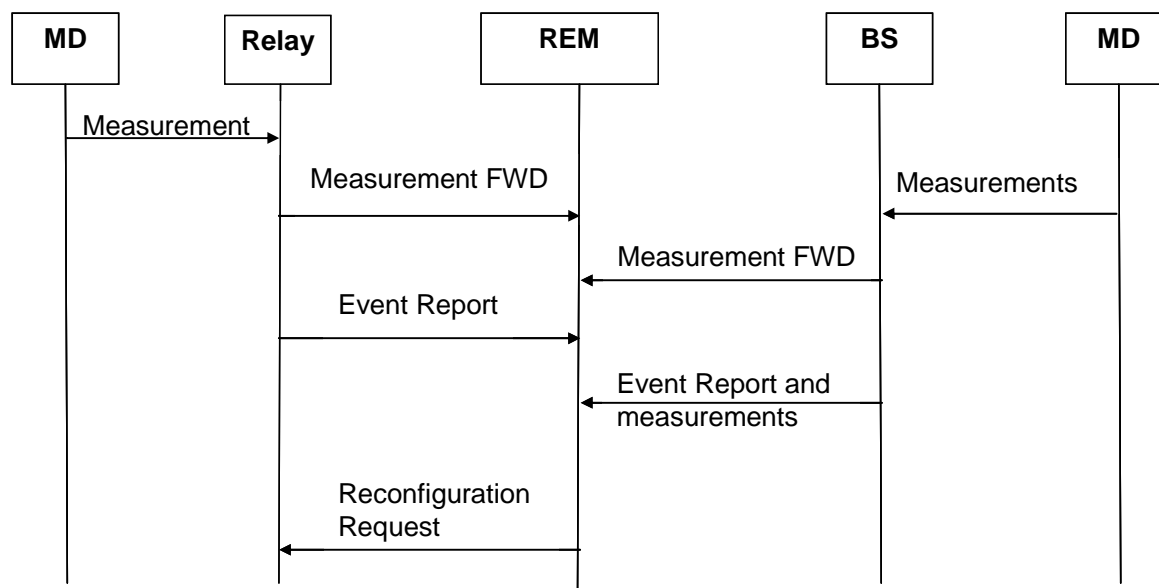 MD
Relay
REM
BS
MD
Measurement
Measurement FWD
Measurements
Measurement FWD
Event Report
Event Report and
measurements
Reconfiguration
Request